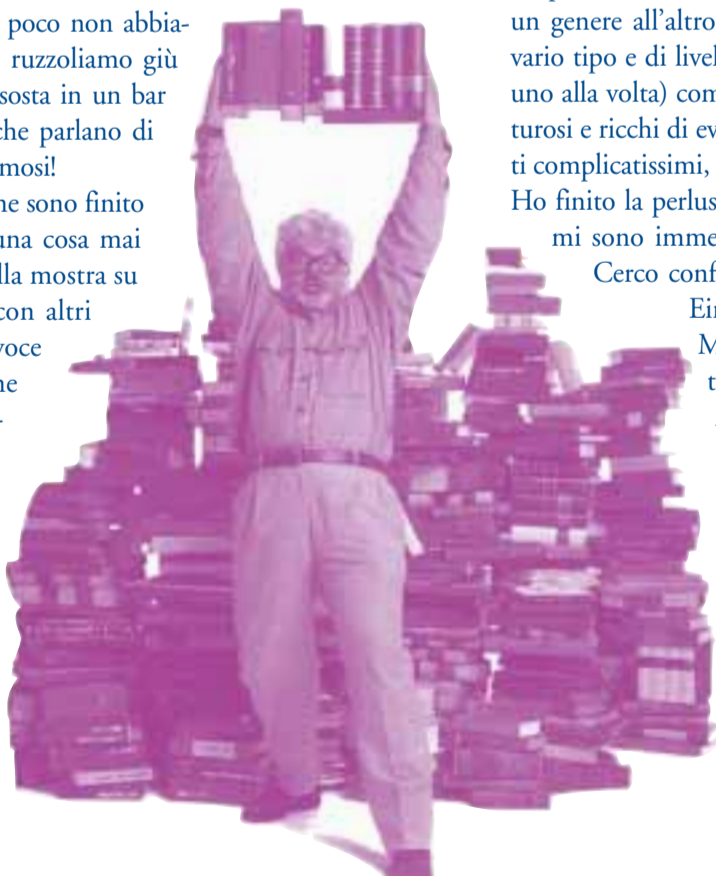 poco non abbia-
ruzzoliamo giù
sosta in un bar
che parlano di
mosi!
ne sono finito
una cosa mai
lla mostra su
con altri
voce
ne
-
un genere all'altro
vario tipo e di livel
uno alla volta) com
turosi e ricchi di ev
ti complicatissimi,
Ho finito la perlus
mi sono imme
Cerco conf
Ein
M
t